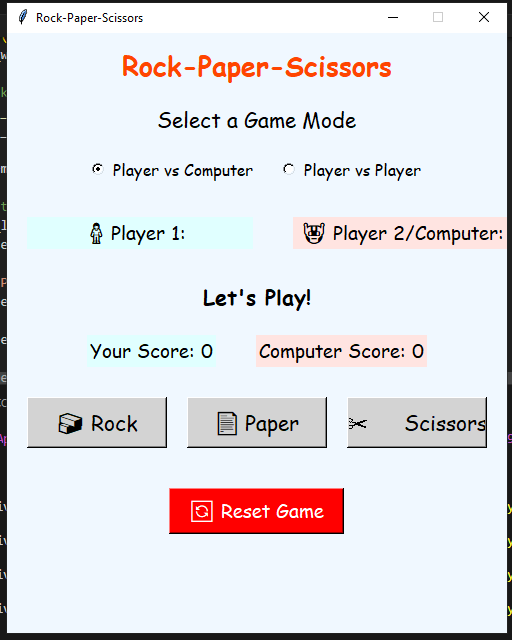 Rock-Paper-Scissors
Rock-Paper-Scissors
Select a Game Mode
Player vs Computer Player vs Player
Player 1: Player 2/Computer:
Let's Play!
Your Score: 0 Computer Score: 0
Rock Paper Scissors
Reset Game